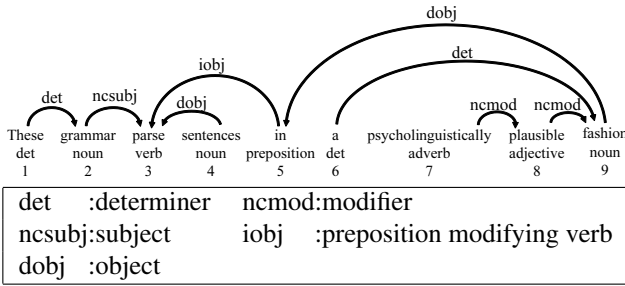 dobj
det
iobj
det ncsubj dobj ncmod ncmod
These grammar parse sentences in a psycholinguistically plausible fashion
det noun verb noun preposition det adverb adjective noun
1 2 3 4 5 6 7 8 9
det :determiner ncmod:modifier
ncsubj:subject iobj :preposition modifying verb
dobj :object